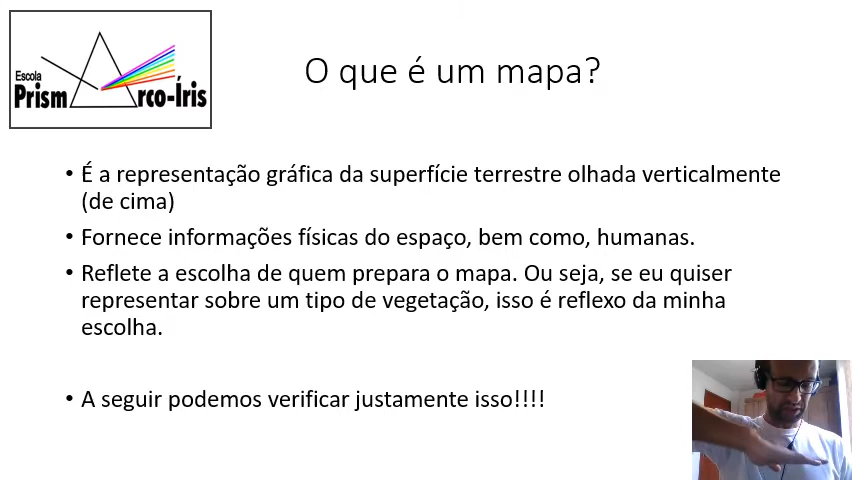 Escola
Prism rco-Íris
O que é um mapa?
• É a representação gráfica da superfície terrestre olhada verticalmente
(de cima)
• Fornece informações físicas do espaço, bem como, humanas.
• Reflete a escolha de quem prepara o mapa. Ou seja, se eu quiser
representar sobre um tipo de vegetação, isso é reflexo da minha
escolha.
• A seguir podemos verificar justamente isso!!!!